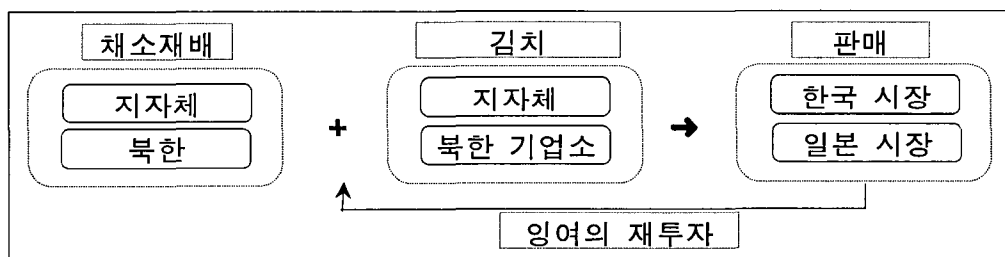 채소재배
김치
판매
지자체
북한
+
지자체
북한 기업소
→
한국 시장
일본 시장
잉여의 재투자